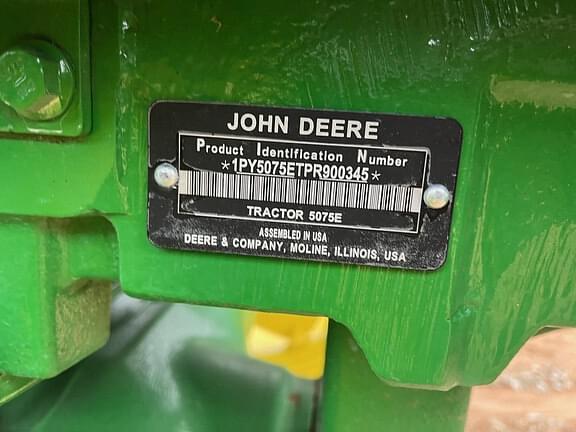 JOHN DEERE
Product Identification Number
*1PY5075ETPR900345*
TRACTOR 5075E
ASSEMBLED IN USA
DEERE & COMPANY, MOLINE, ILLINOIS, USA